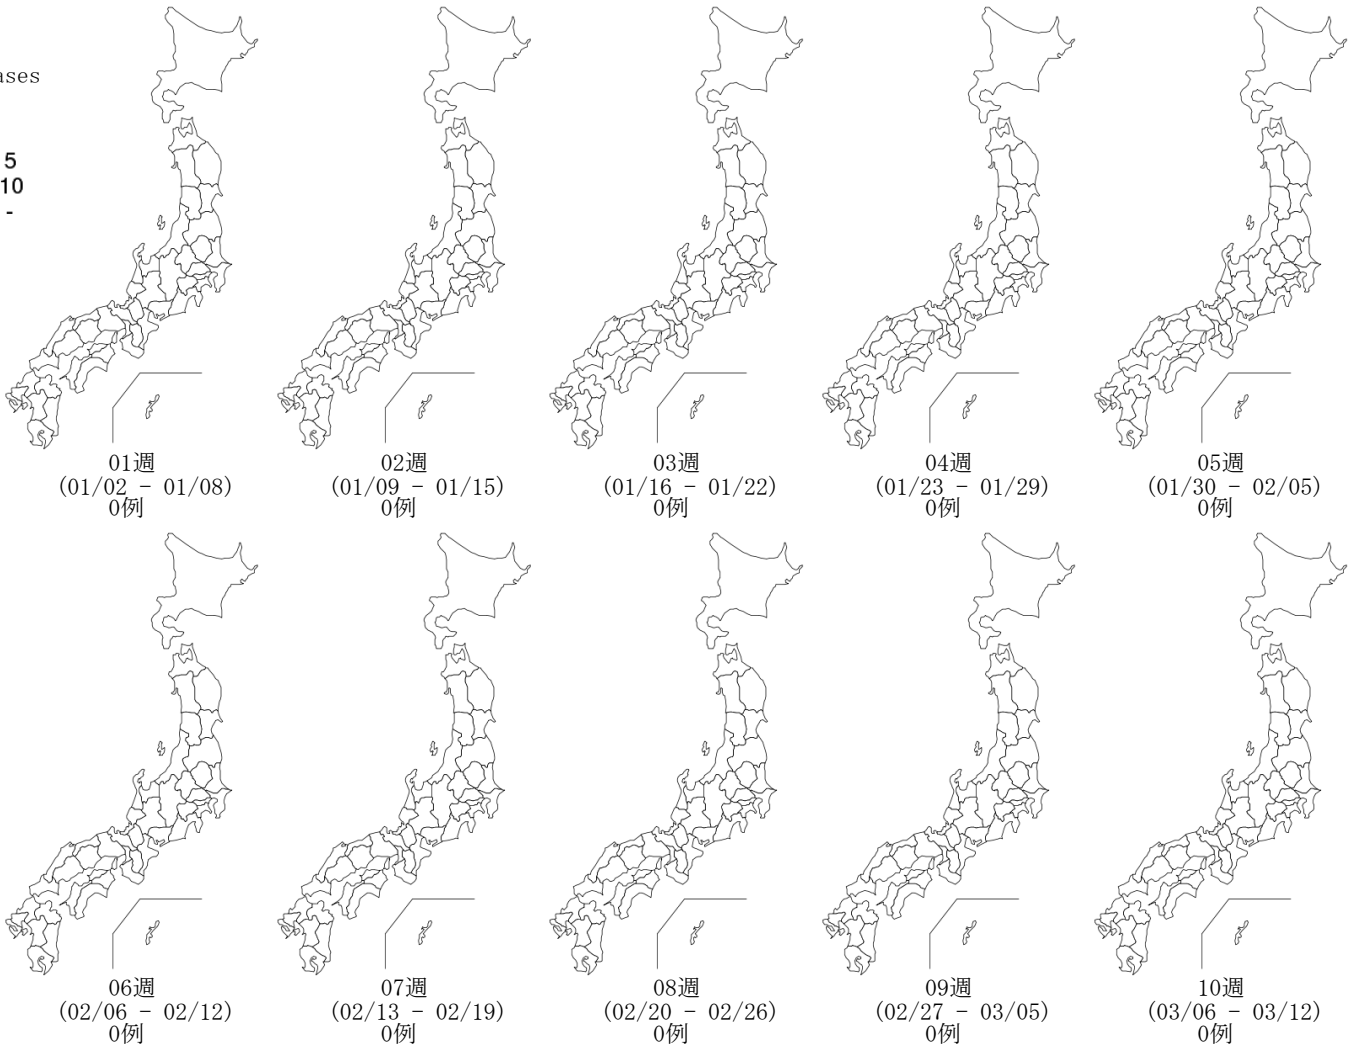 ases
5
10
-
01週
(01/02 - 01/08)
0例
02週
(01/09 - 01/15)
0例
03週
(01/16 - 01/22)
0例
04週
(01/23 - 01/29)
0例
05週
(01/30 - 02/05)
0例
06週
(02/06 - 02/12)
0例
07週
(02/13 - 02/19)
0例
08週
(02/20 - 02/26)
0例
09週
(02/27 - 03/05)
0例
10週
(03/06 - 03/12)
0例